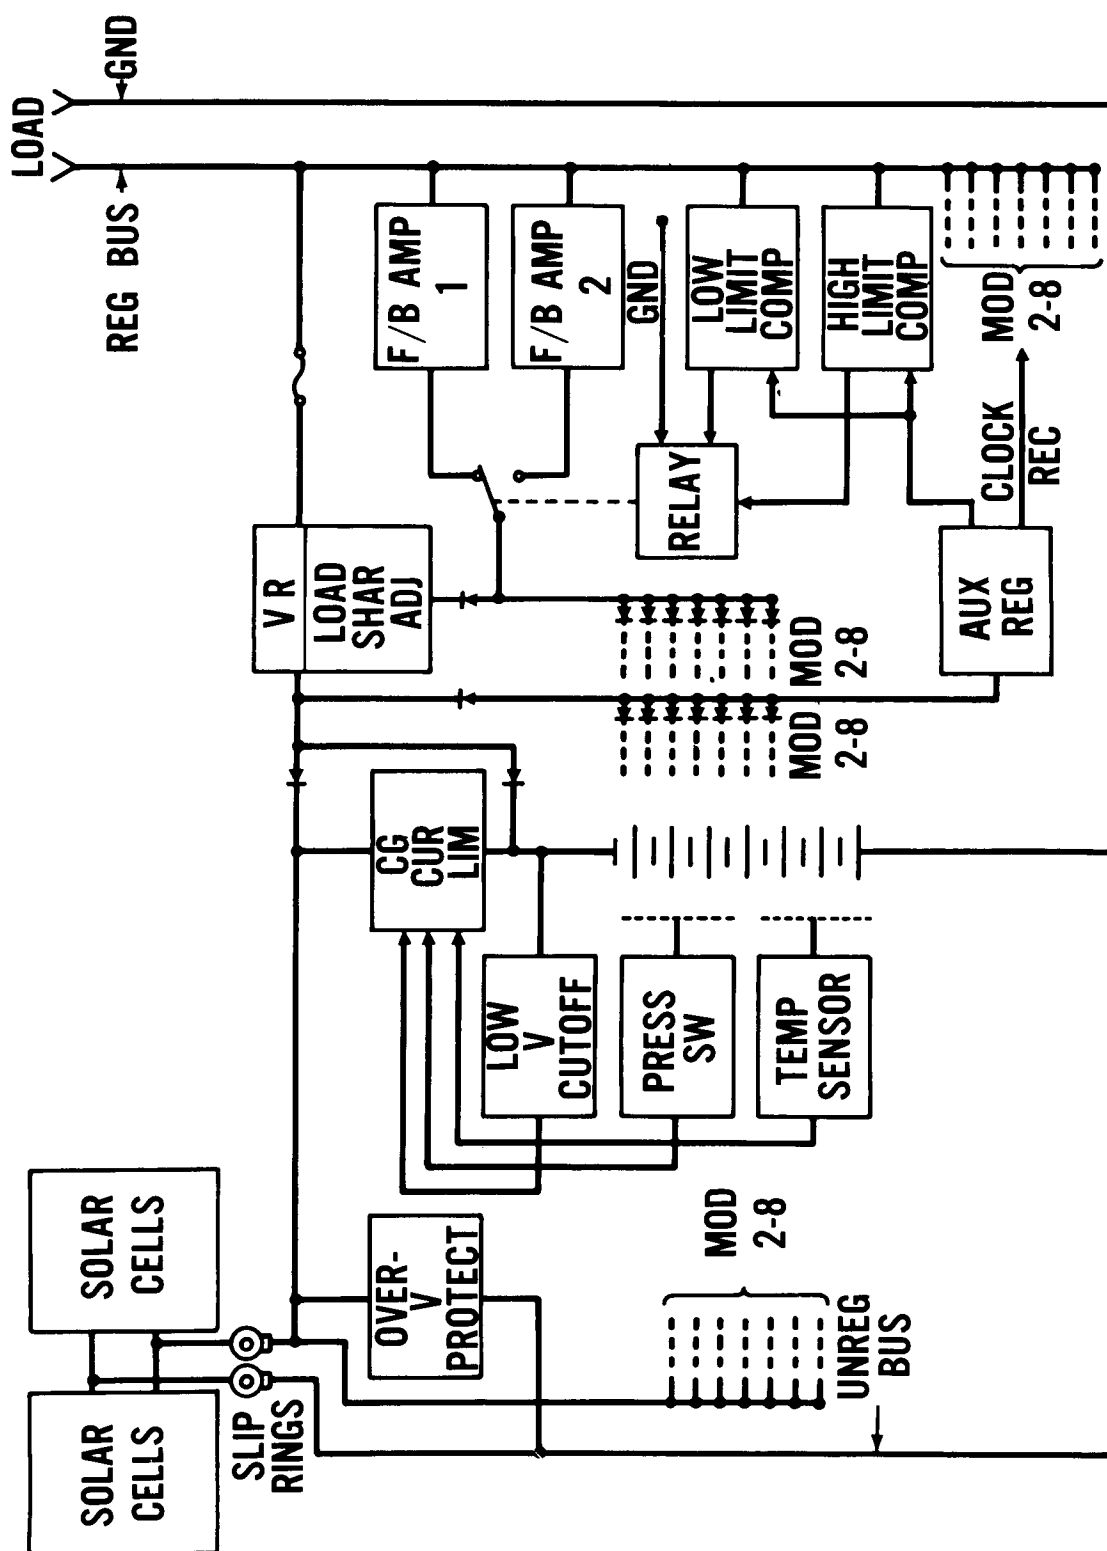 SOLAR
CELLS
SOLAR
CELLS
SLIP
RINGS
OVER-
V
PROTECT
UNREG
BUS
MOD
2-8
LOW
V
CUTOFF
PRESS
SW
TEMP
SENSOR
CG
CUR
LIM
MOD
2-8
MOD
2-8
V R
LOAD
SHAR
ADJ
RELAY
AUX
REG
CLOCK
REC
F/B AMP
1
F/B AMP
2
GND
LOW
LIMIT
COMP
HIGH
LIMIT
COMP
MOD
2-8
REG BUS
LOAD
GND